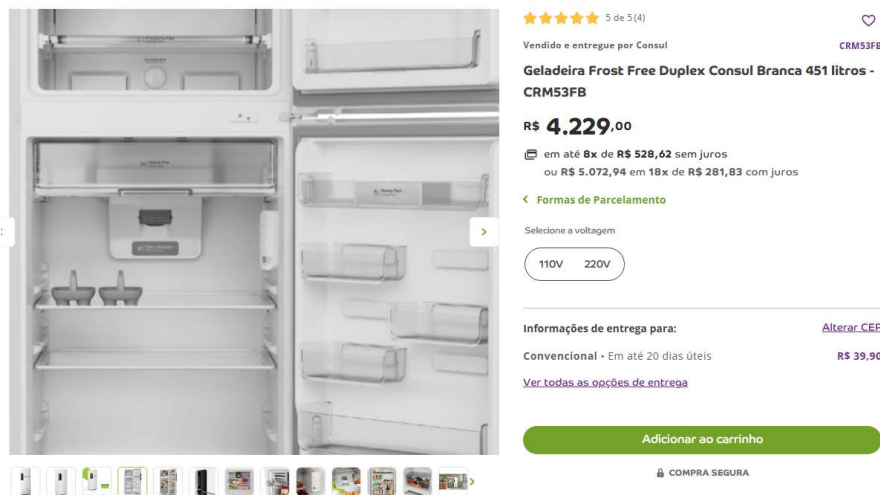 5 de 5 (4)
Vendido e entregue por Consul
CRM53FB
Geladeira Frost Free Duplex Consul Branca 451 litros -
CRM53FB
R$ 4.229,00
em até 8x de R$ 528,62 sem juros
ou R$ 5.072,94 em 18x de R$ 281,83 com juros
Formas de Parcelamento
Selecione a voltagem
110V 220V
Informações de entrega para:
Alterar CEP
Convencional • Em até 20 dias úteis
R$ 39,90
Ver todas as opções de entrega
Adicionar ao carrinho
COMPRA SEGURA